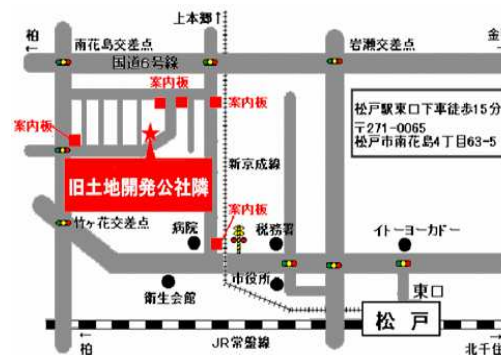 上本郷↑
柏
←
南花島交差点
国道6号線
岩瀬交差点
金
案内板
案内板
案内板
新京成線
松戸駅東口下車徒歩15分
〒271-0065
松戸市南花島4丁目63-5
旧土地開発公社隣
竹ヶ花交差点
病院
案内板
税務署
イトーヨーカドー
衛生会館
市役所
東口
松戸
←
柏
JR常盤線
→
北千住